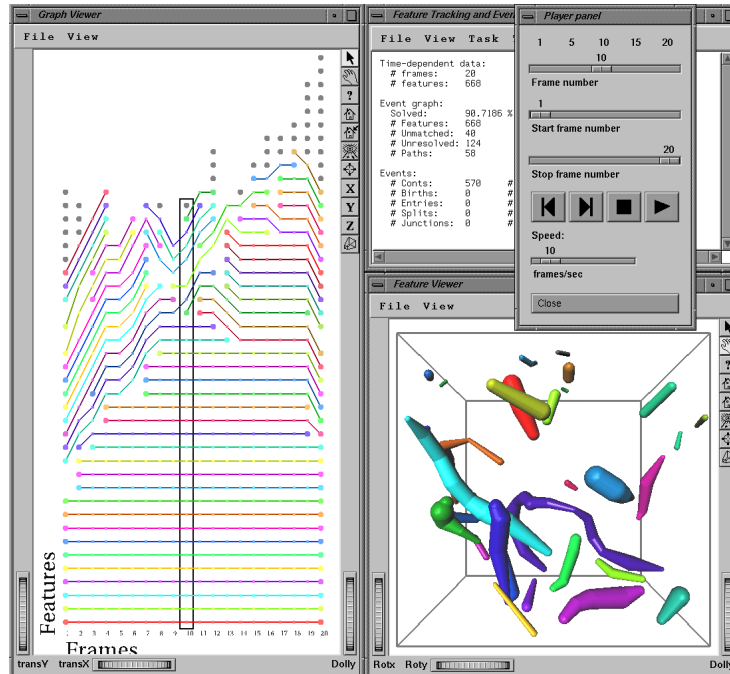 Graph Viewer
File View
?
X
Y
Z
Features
1 2 3 4 5 6 7 8 9 10 11 12 13 14 15 16 17 18 19 20
Frames
transY transX Dolly
Feature Tracking and Even
File View Task
Time-dependent data:
# frames: 20
# features: 668
Event graph:
Solved: 90.7186 %
# Features: 668
# Unmatched: 40
# Unresolved: 124
# Paths: 58
Events:
# Conts: 570 #
# Births: 0 #
# Entries: 0 #
# Splits: 0 #
# Junctions: 0 #
Player panel
1 5 10 15 20
10
Frame number
1
Start frame number
20
Stop frame number
Speed:
10
frames/sec
Close
Feature Viewer
File View
?
Rotx Roty Dolly